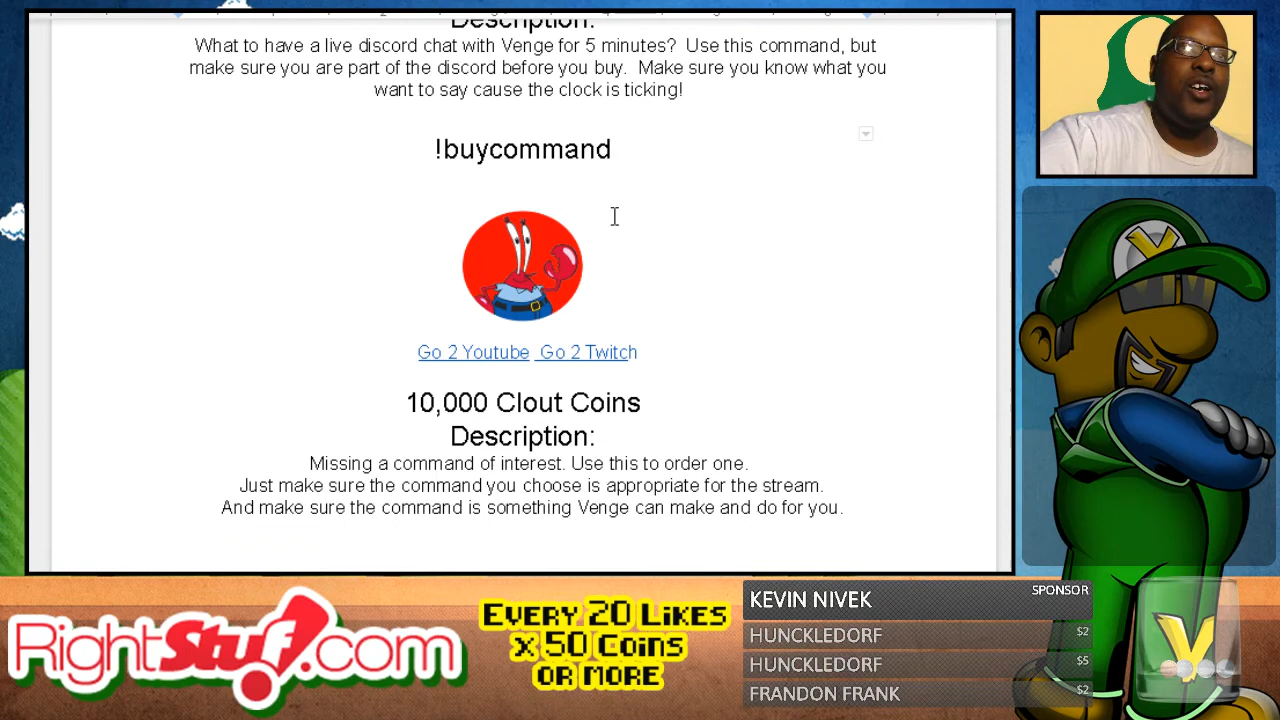 Description:
What to have a live discord chat with Venge for 5 minutes? Use this command, but
make sure you are part of the discord before you buy. Make sure you know what you
want to say cause the clock is ticking!
!buycommand
Go 2 Youtube Go 2 Twitch
10,000 Clout Coins
Description:
Missing a command of interest. Use this to order one.
Just make sure the command you choose is appropriate for the stream.
And make sure the command is something Venge can make and do for you.
RightStuf!.com
EVERY 20 LIKES
x 50 COINS
OR MORE
KEVIN NIVEK SPONSOR
HUNCKLEDORF $2
HUNCKLEDORF $5
FRANDON FRANK $2
V
V